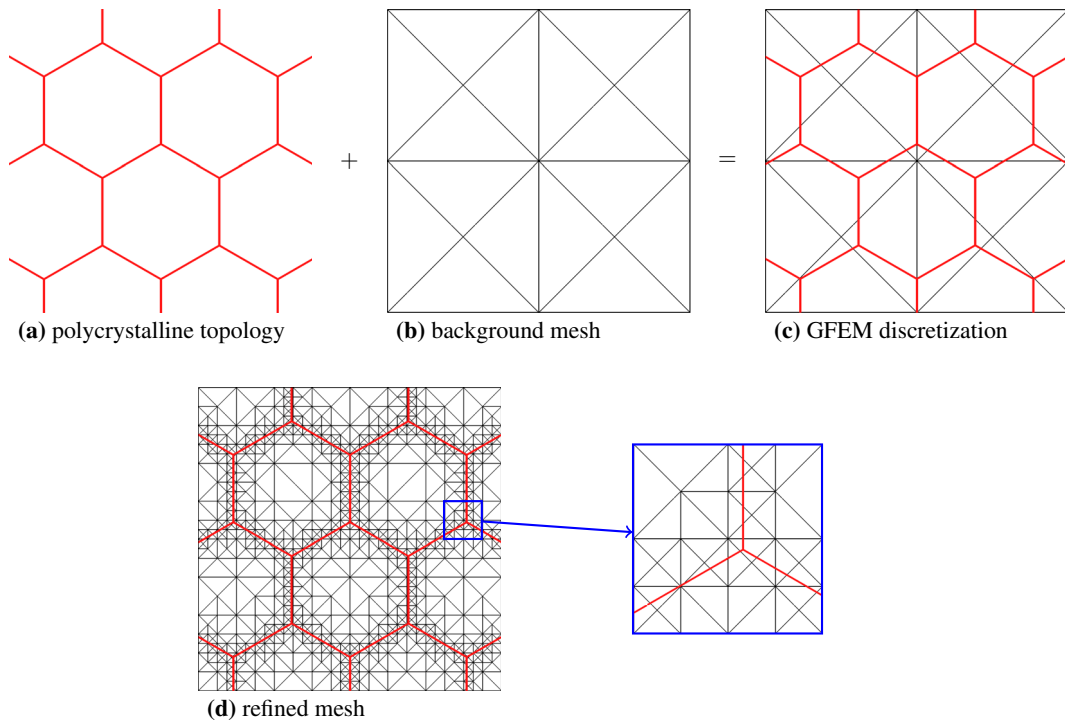 +
=
(a) polycrystalline topology
(b) background mesh
(c) GFEM discretization
(d) refined mesh